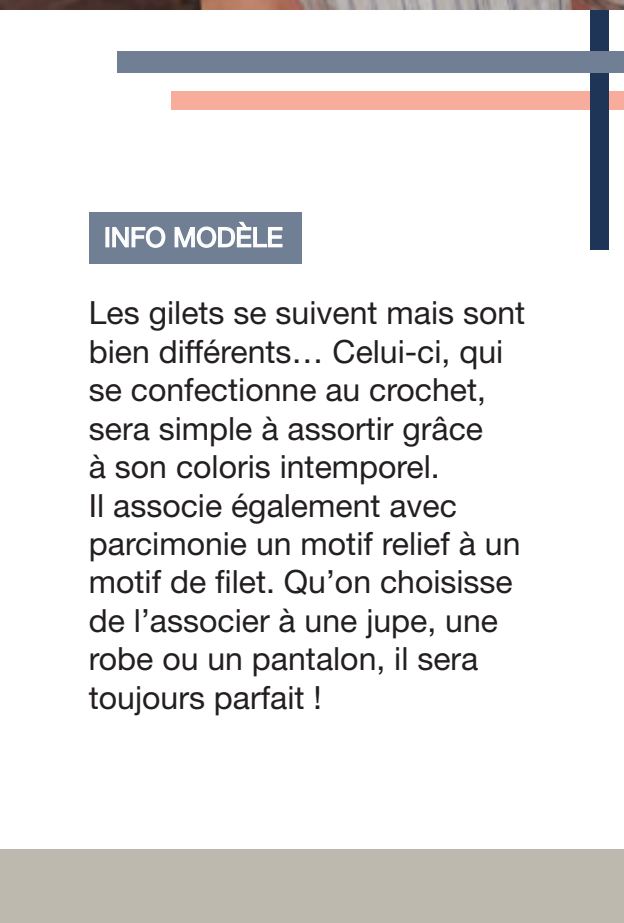 INFO MODÈLE
Les gilets se suivent mais sont
bien différents… Celui-ci, qui
se confectionne au crochet,
sera simple à assortir grâce
à son coloris intemporel.
Il associe également avec
parcimonie un motif relief à un
motif de filet. Qu’on choisisse
de l’associer à une jupe, une
robe ou un pantalon, il sera
toujours parfait !